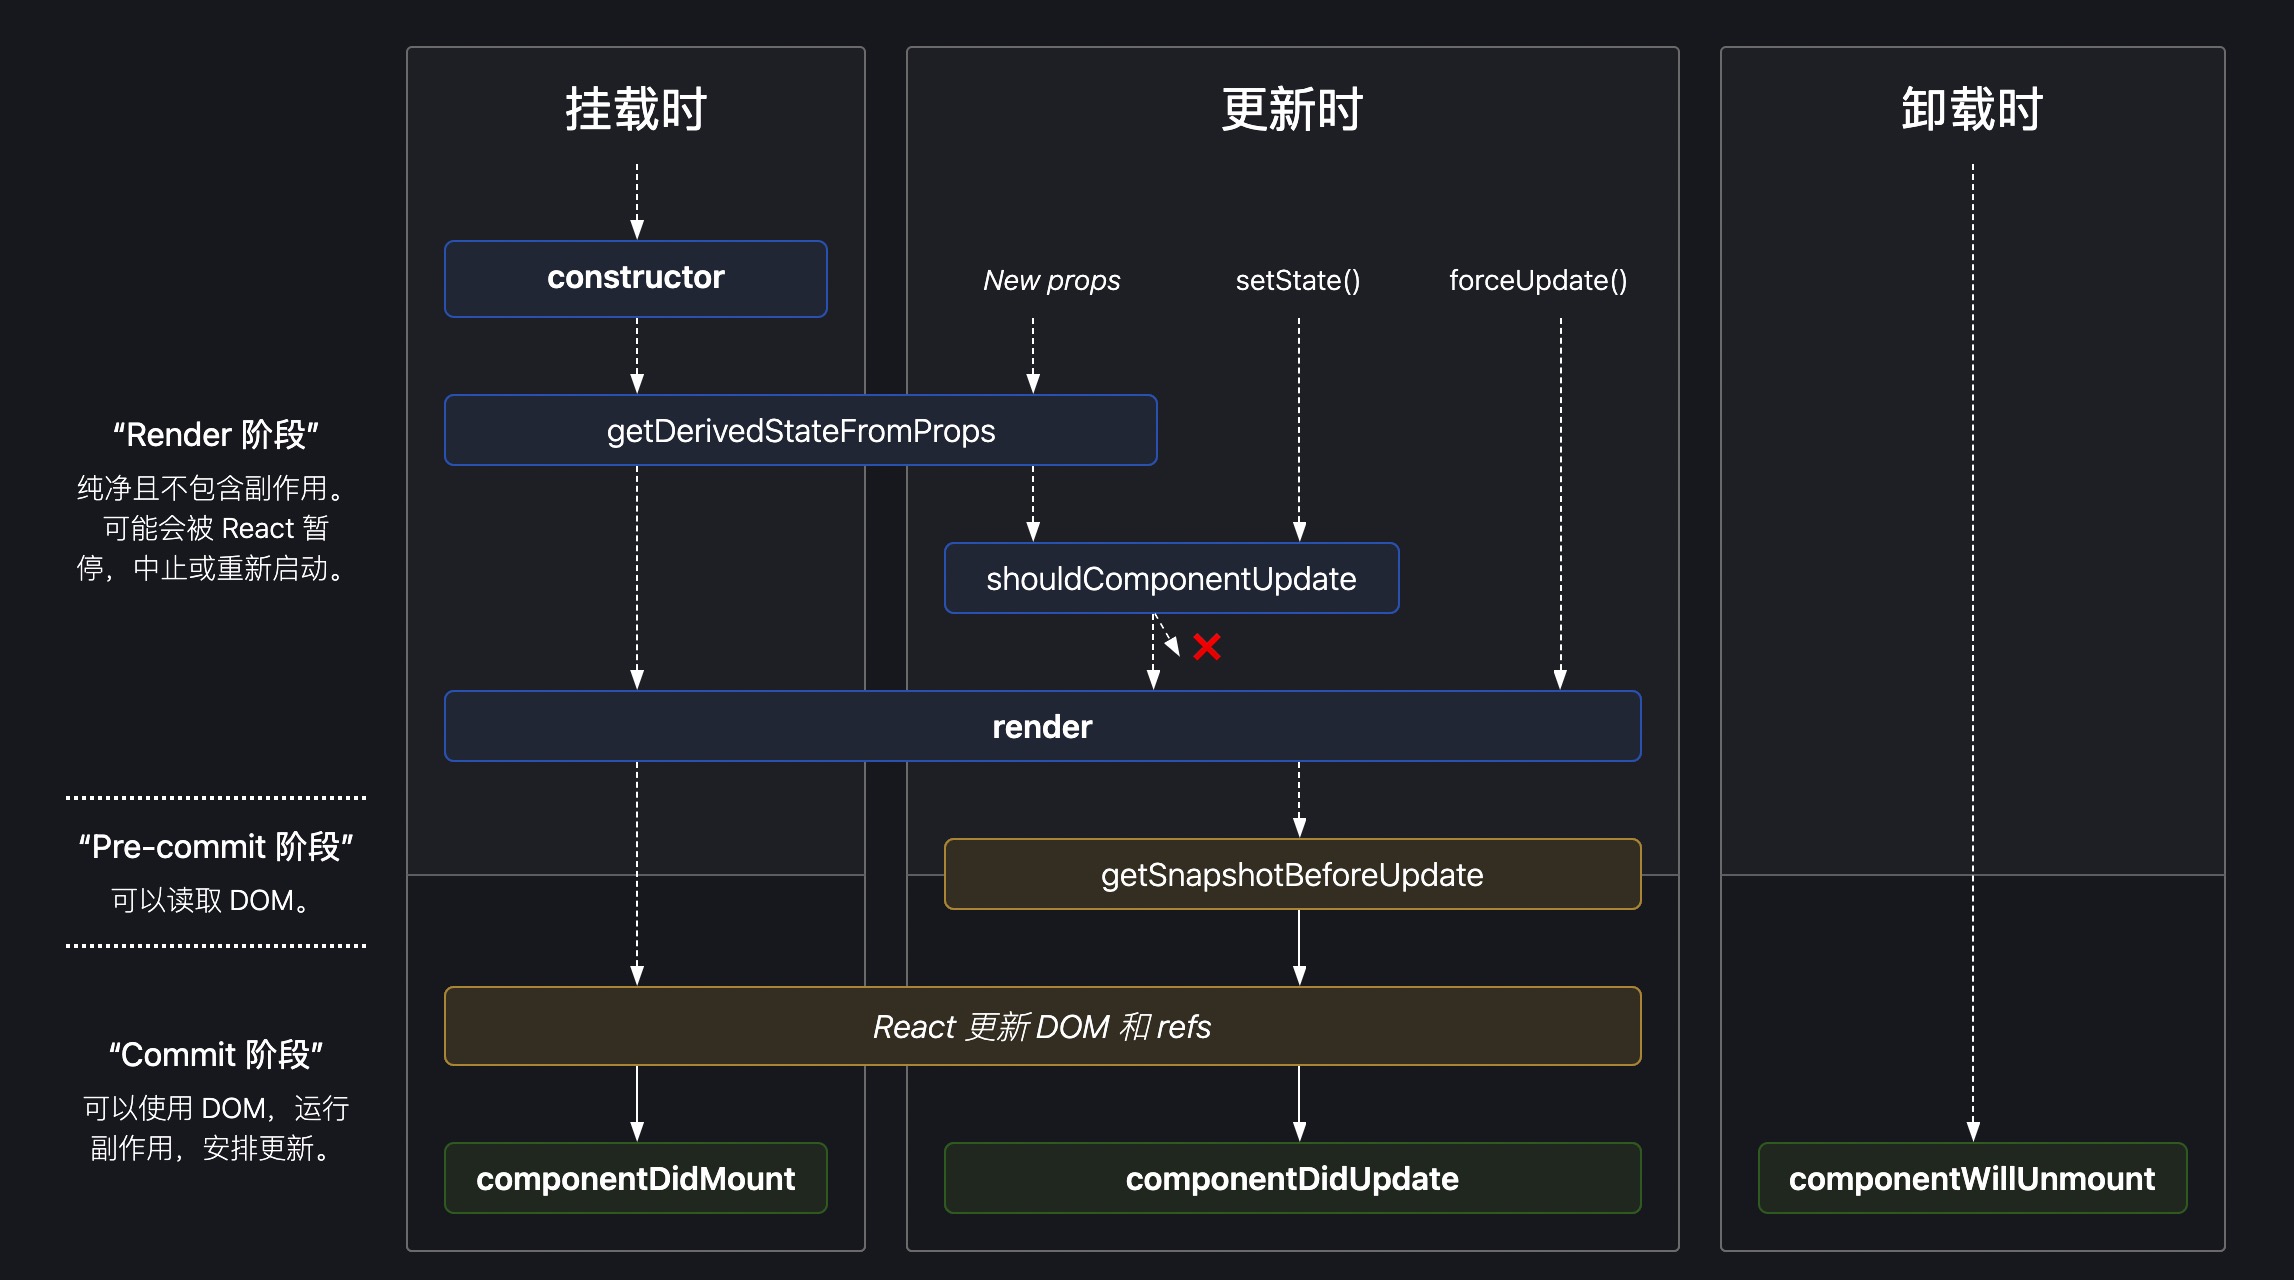 挂载时
更新时
卸载时
constructor
New props
setState()
forceUpdate()
“Render 阶段”
纯净且不包含副作用。
可能会被 React 暂
停，中止或重新启动。
getDerivedStateFromProps
shouldComponentUpdate
render
“Pre-commit 阶段”
可以读取 DOM。
getSnapshotBeforeUpdate
“Commit 阶段”
可以使用 DOM，运行
副作用，安排更新。
React 更新 DOM 和 refs
componentDidMount
componentDidUpdate
componentWillUnmount